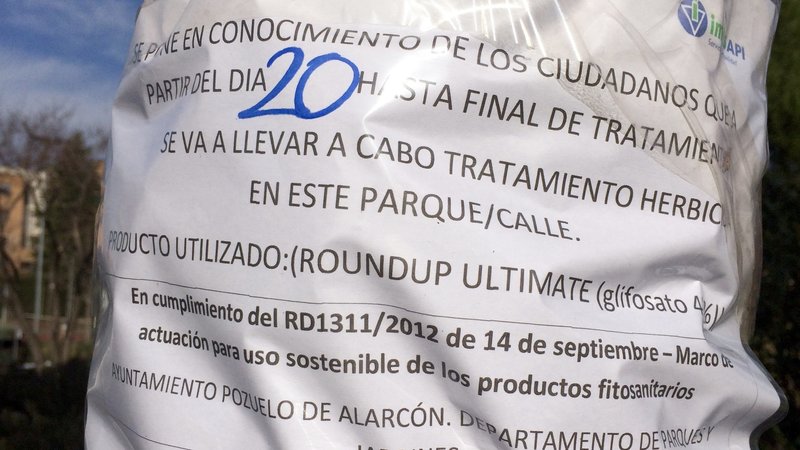 SE PONE EN CONOCIMIENTO DE LOS CIUDADANOS QUE A
PARTIR DEL DIA 20 HASTA FINAL DE TRATAMIENTO
SE VA A LLEVAR A CABO TRATAMIENTO HERBIC
EN ESTE PARQUE/CALLE.
PRODUCTO UTILIZADO:(ROUNDUP ULTIMATE (glifosato
En cumplimiento del RD1311/2012 de 14 de septiembre – Marco de
actuación para uso sostenible de los productos fitosanitarios
AYUNTAMIENTO POZUELO DE ALARCÓN. DEPARTAMENTO DE PARQUES Y